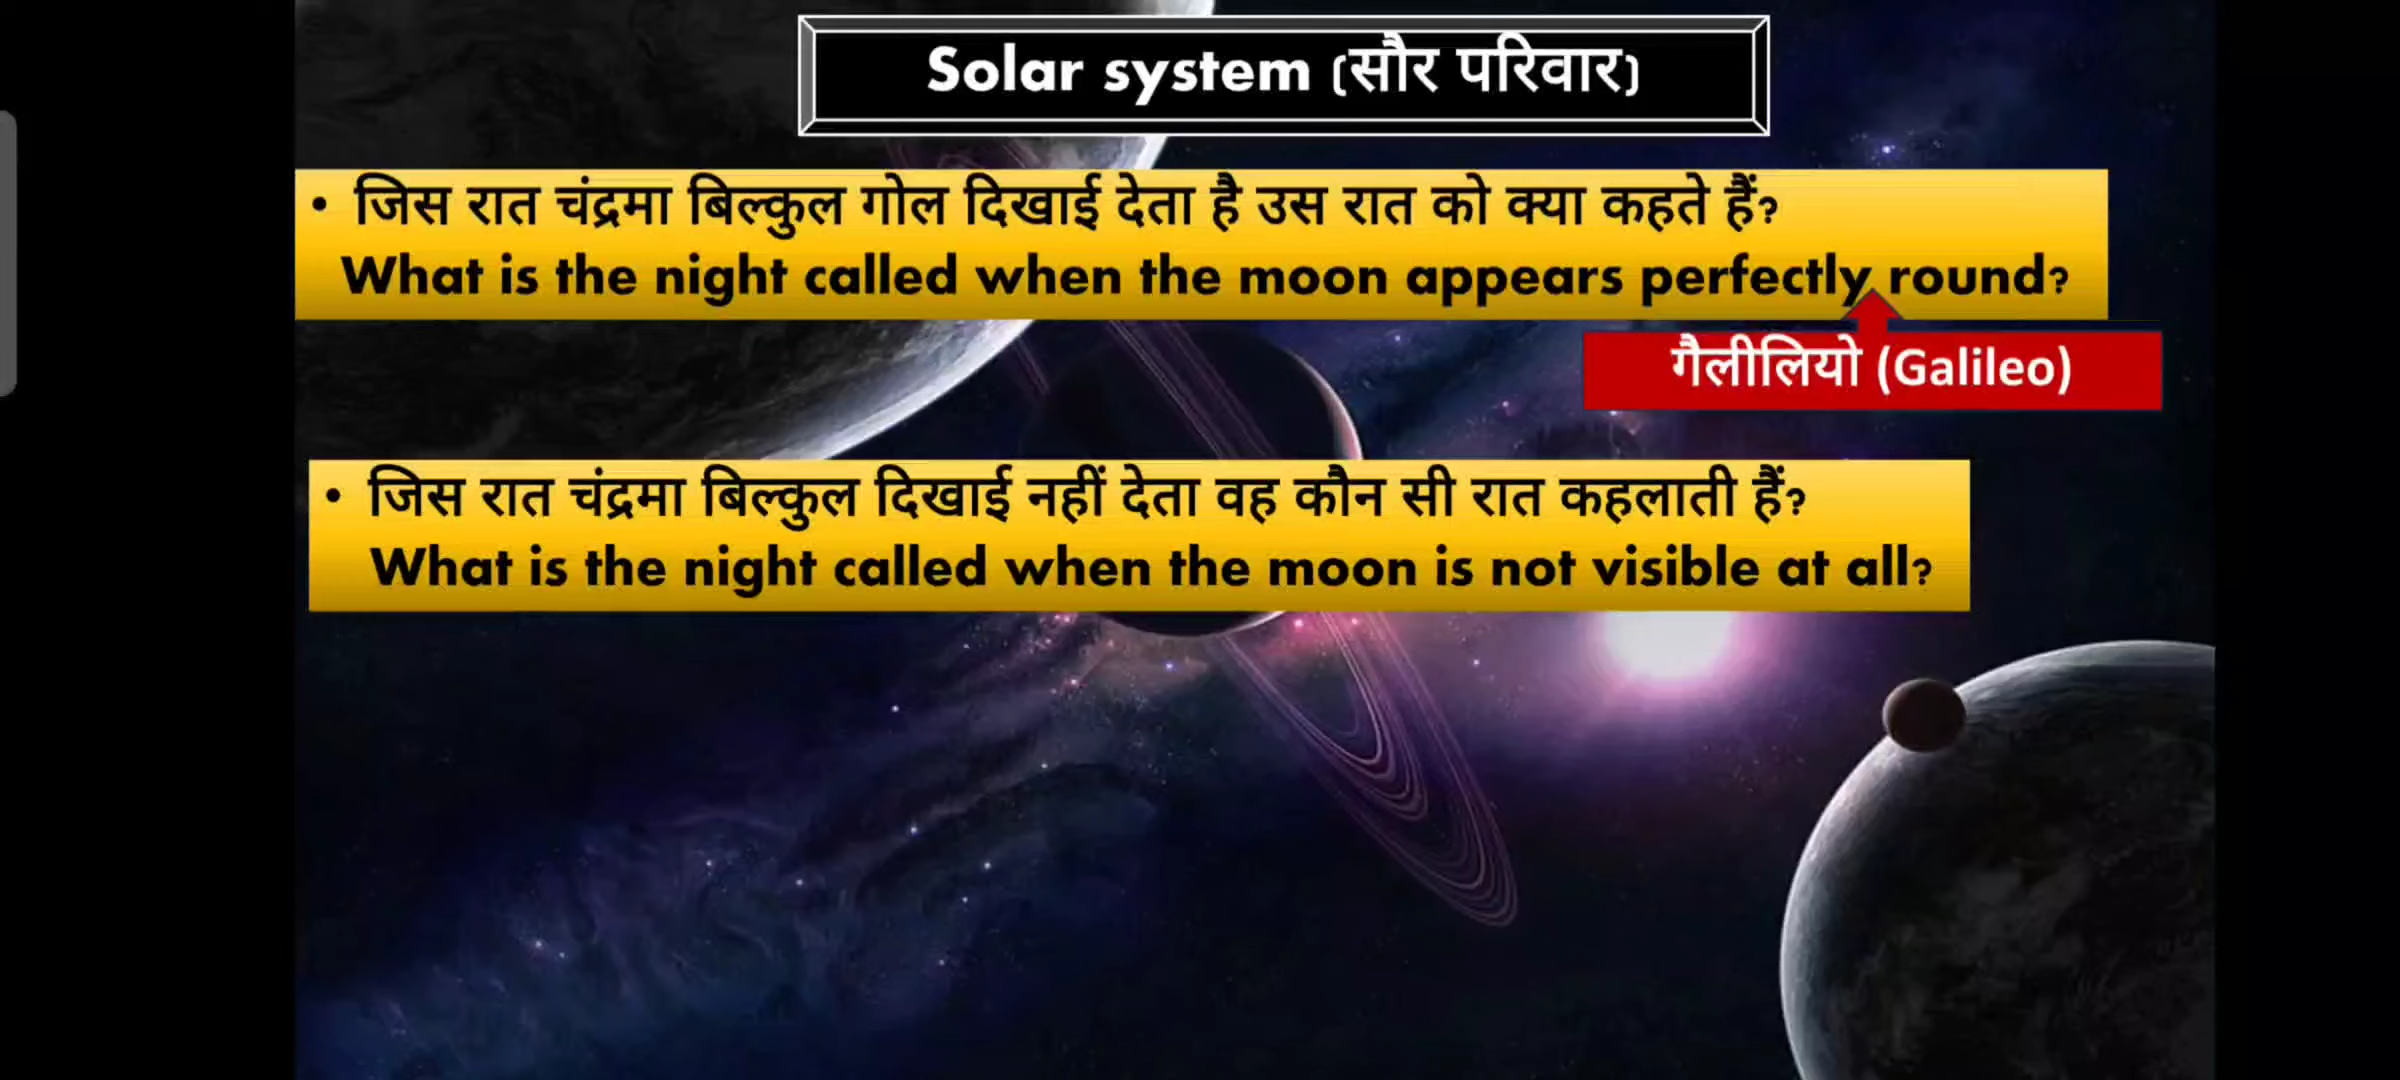 Solar system (सौर परिवार)
• जिस रात चंद्रमा बिल्कुल गोल दिखाई देता है उस रात को क्या कहते हैं?
What is the night called when the moon appears perfectly round?
गैलीलियो (Galileo)
• जिस रात चंद्रमा बिल्कुल दिखाई नहीं देता वह कौन सी रात कहलाती हैं?
What is the night called when the moon is not visible at all?